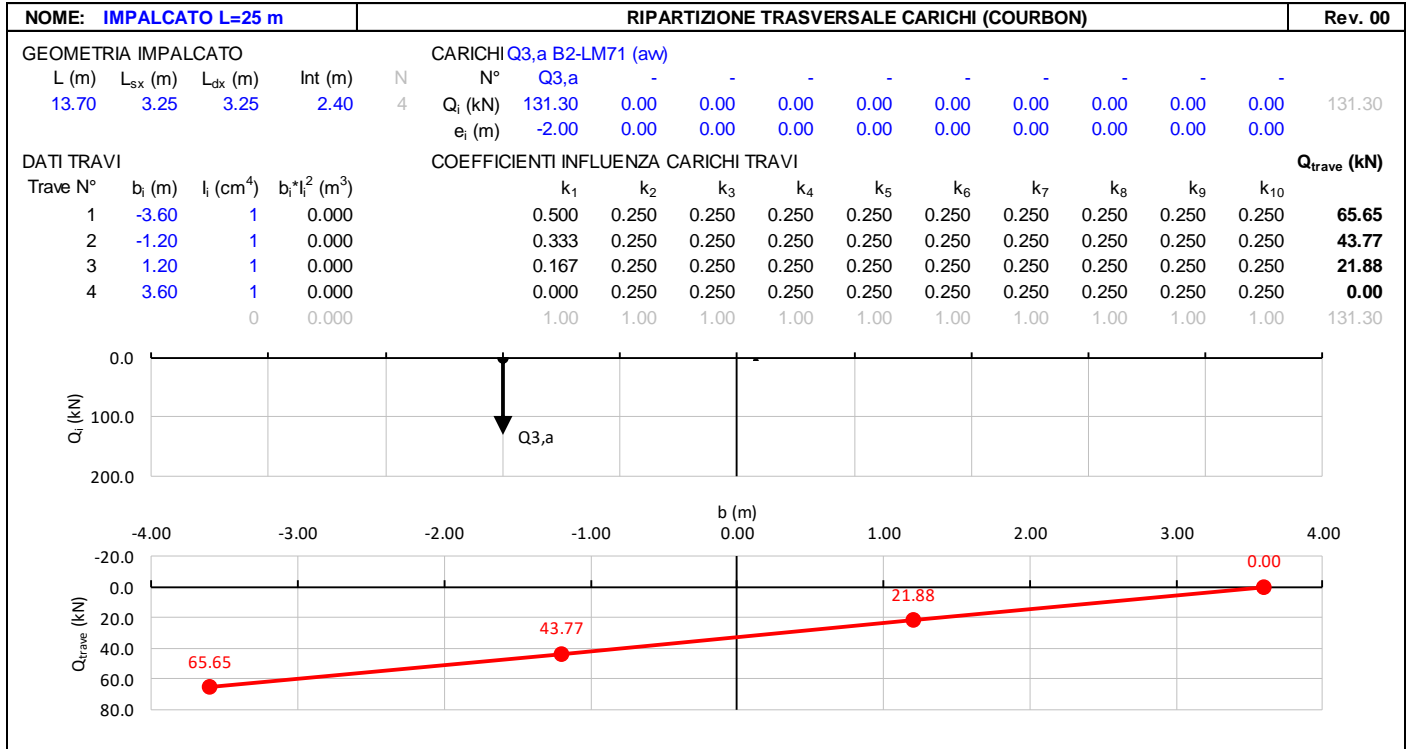 NOME: IMPALCATO L=25 m RIPARTIZIONE TRASVERSALE CARICHI (COURBON) Rev. 00
GEOMETRIA IMPALCATO CARICHI Q3,a B2-LM71 (aw)
L (m) Lsx (m) Ldx (m) Int (m) N N° Q3,a - - - - - - - - -
13.70 3.25 3.25 2.40 4 Qi (kN) 131.30 0.00 0.00 0.00 0.00 0.00 0.00 0.00 0.00 0.00 131.30
ei (m) -2.00 0.00 0.00 0.00 0.00 0.00 0.00 0.00 0.00 0.00
DATI TRAVI COEFFICIENTI INFLUENZA CARICHI TRAVI Qtrave (kN)
Trave N° bi (m) Ii (cm⁴) bi*Ii² (m³) k1 k2 k3 k4 k5 k6 k7 k8 k9 k10
1 -3.60 1 0.000 0.500 0.250 0.250 0.250 0.250 0.250 0.250 0.250 0.250 0.250 65.65
2 -1.20 1 0.000 0.333 0.250 0.250 0.250 0.250 0.250 0.250 0.250 0.250 0.250 43.77
3 1.20 1 0.000 0.167 0.250 0.250 0.250 0.250 0.250 0.250 0.250 0.250 0.250 21.88
4 3.60 1 0.000 0.000 0.250 0.250 0.250 0.250 0.250 0.250 0.250 0.250 0.250 0.00
0 0.000 1.00 1.00 1.00 1.00 1.00 1.00 1.00 1.00 1.00 1.00 131.30
0.0
Qi (kN)
100.0
Q3,a
200.0
b (m)
-4.00 -3.00 -2.00 -1.00 0.00 1.00 2.00 3.00 4.00
-20.0
0.00
0.0
21.88
20.0
Qtrave (kN)
43.77
40.0
65.65
60.0
80.0